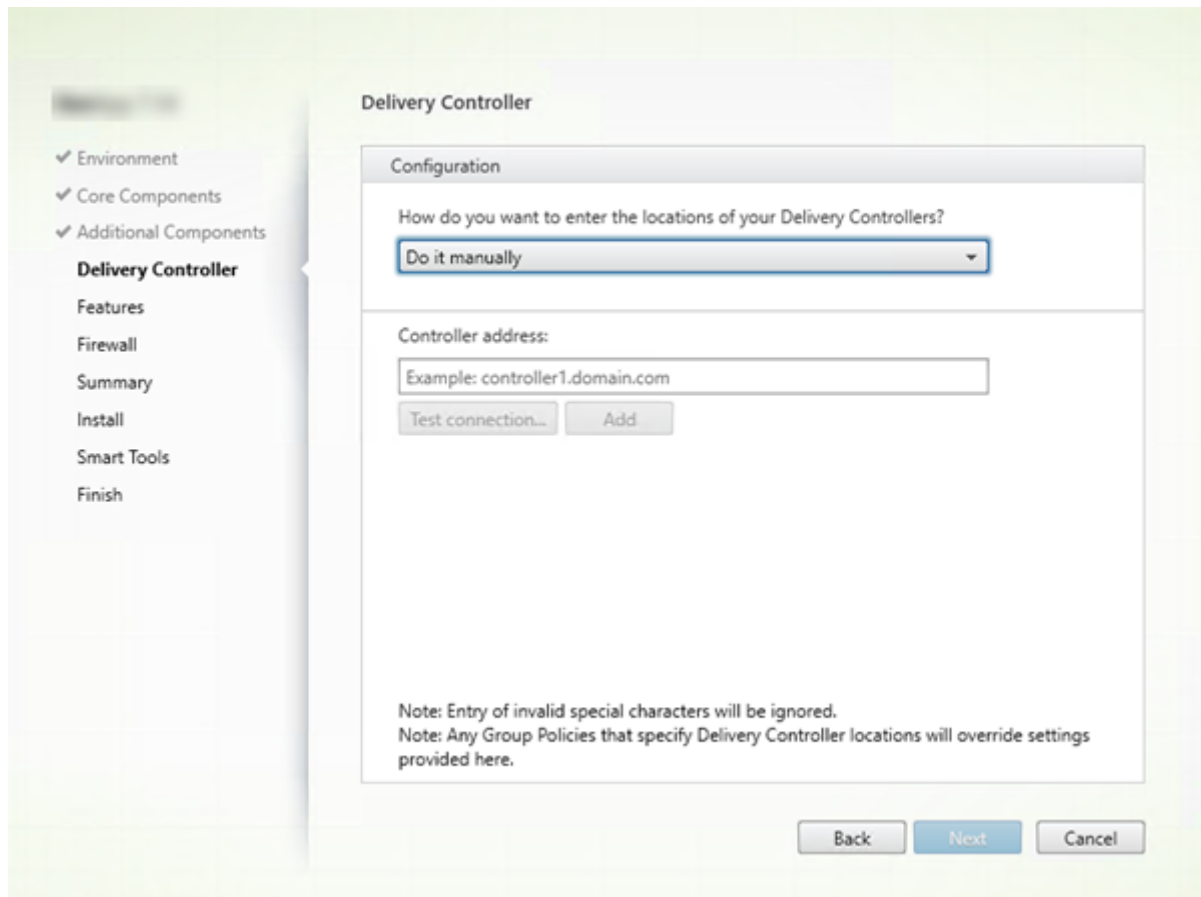 Delivery Controller
✔ Environment
✔ Core Components
✔ Additional Components
Delivery Controller
Features
Firewall
Summary
Install
Smart Tools
Finish
Configuration
How do you want to enter the locations of your Delivery Controllers?
Do it manually
Controller address:
Example: controller1.domain.com
Test connection...
Add
Note: Entry of invalid special characters will be ignored.
Note: Any Group Policies that specify Delivery Controller locations will override settings
provided here.
Back
Next
Cancel